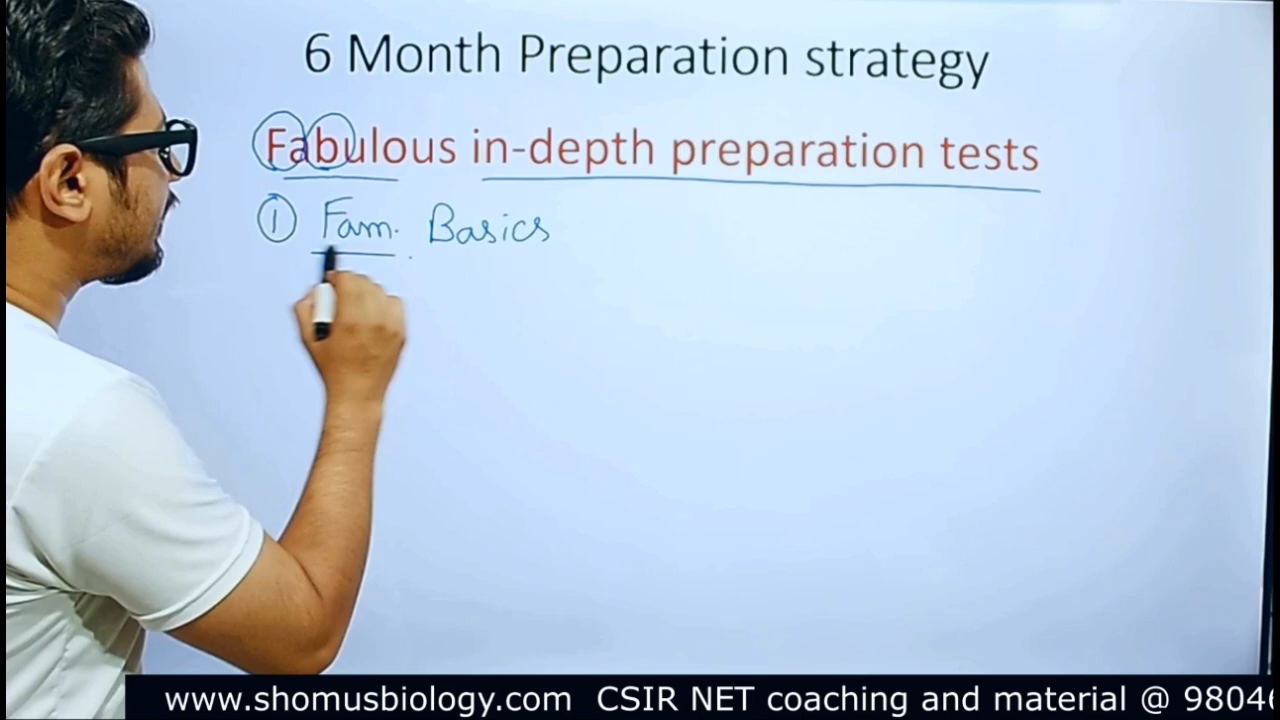 6 Month Preparation strategy
Fabulous in-depth preparation tests
1 Fam. Basics
www.shomusbiology.com CSIR NET coaching and material @ 98046